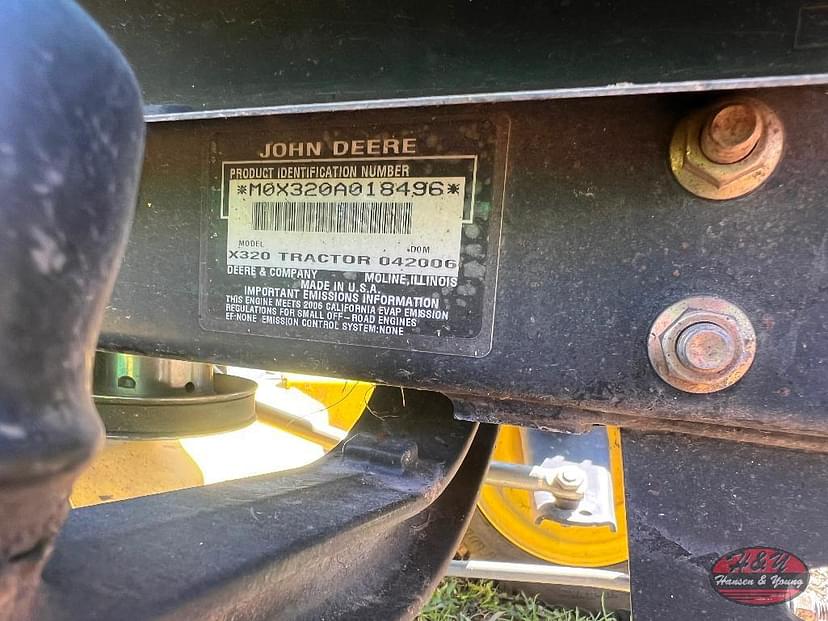 JOHN DEERE
PRODUCT IDENTIFICATION NUMBER
*M0X320A018496*
MODEL DOM
X320 TRACTOR 042006
DEERE & COMPANY MOLINE, ILLINOIS
MADE IN U.S.A.
IMPORTANT EMISSIONS INFORMATION
THIS ENGINE MEETS 2006 CALIFORNIA EVAP EMISSION
REGULATIONS FOR SMALL OFF-ROAD ENGINES
EF:NONE EMISSION CONTROL SYSTEM:NONE
H&Y
Hansen & Young